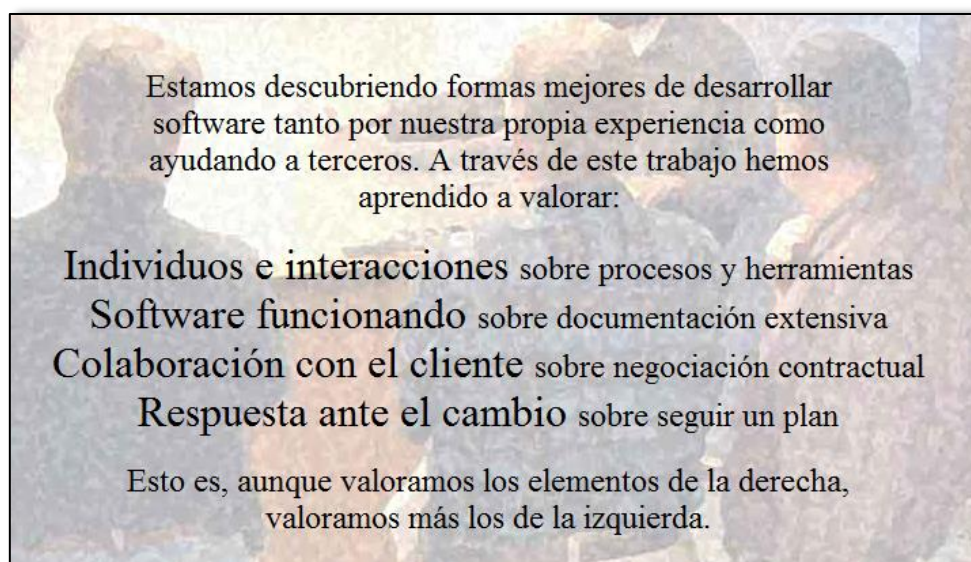 Estamos descubriendo formas mejores de desarrollar
software tanto por nuestra propia experiencia como
ayudando a terceros. A través de este trabajo hemos
aprendido a valorar:
Individuos e interacciones sobre procesos y herramientas
Software funcionando sobre documentación extensiva
Colaboración con el cliente sobre negociación contractual
Respuesta ante el cambio sobre seguir un plan
Esto es, aunque valoramos los elementos de la derecha,
valoramos más los de la izquierda.